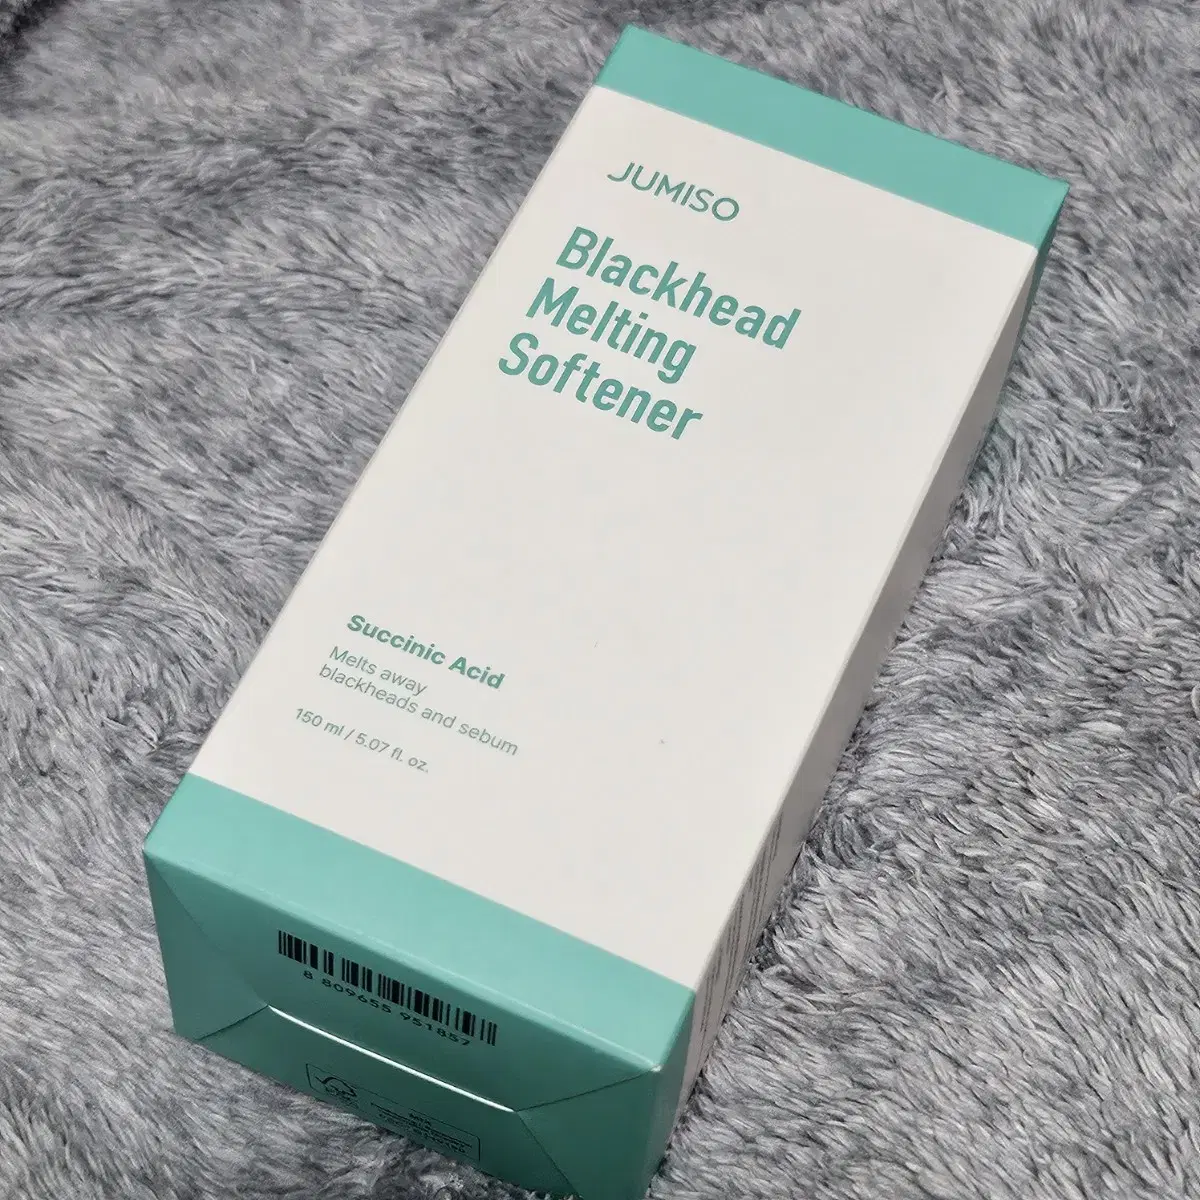 JUMISO
Blackhead
Melting
Softener
Succinic Acid
Melts away
blackheads and sebum
150 ml / 5.07 fl. oz.
8 809655 951857